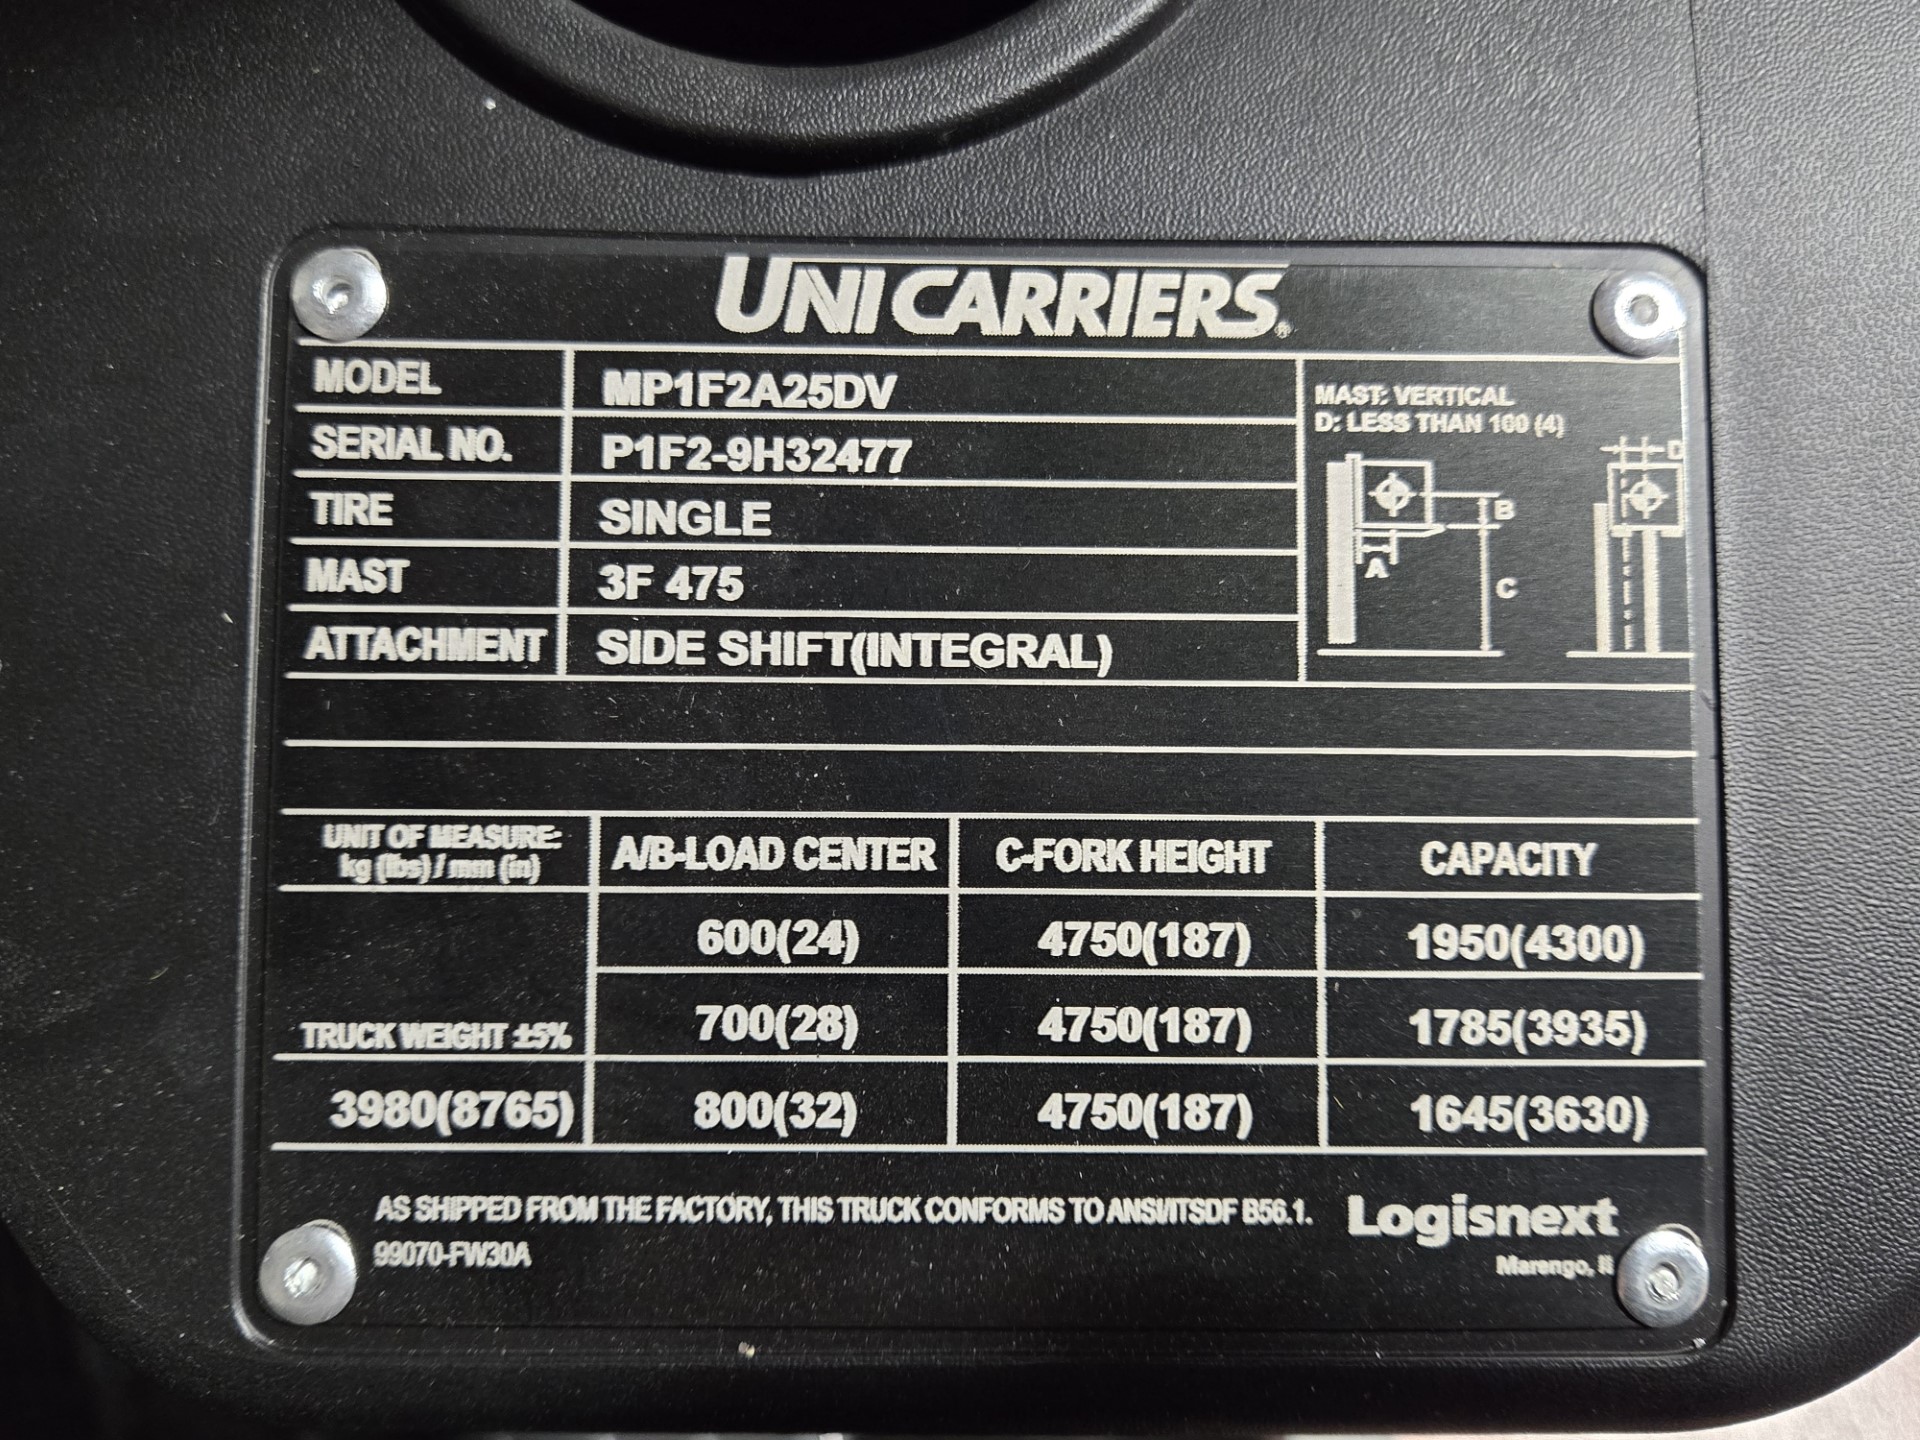 UNICARRIERS®
MODEL MP1F2A25DV
SERIAL NO. P1F2-9H32477
TIRE SINGLE
MAST 3F 475
ATTACHMENT SIDE SHIFT(INTEGRAL)
MAST: VERTICAL
D: LESS THAN 100 (4)
D
B
A
C
UNIT OF MEASURE:
kg (lbs) / mm (in)
A/B-LOAD CENTER C-FORK HEIGHT CAPACITY
600(24) 4750(187) 1950(4300)
TRUCK WEIGHT ±5% 700(28) 4750(187) 1785(3935)
3980(8765) 800(32) 4750(187) 1645(3630)
AS SHIPPED FROM THE FACTORY, THIS TRUCK CONFORMS TO ANSI/ITSDF B56.1.
99070-FW30A
Logisnext
Marengo, Il